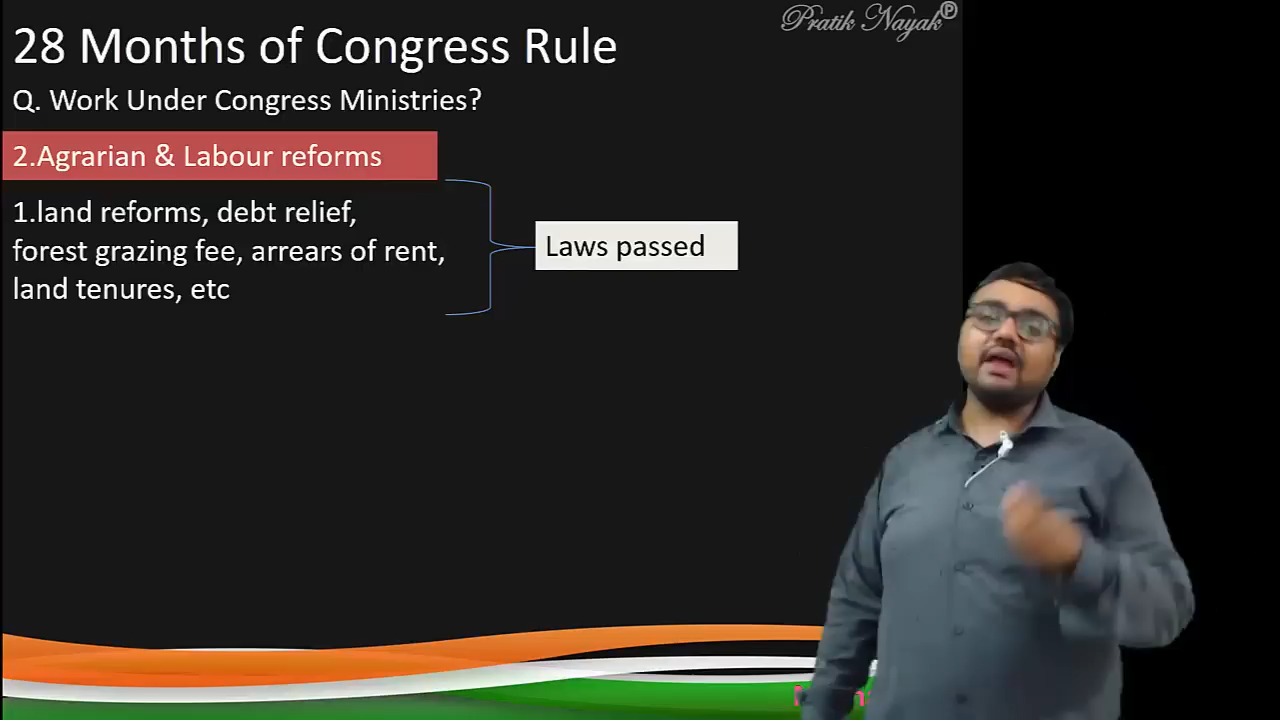 Pratik Nayak
28 Months of Congress Rule
Q. Work Under Congress Ministries?
2.Agrarian & Labour reforms
1.land reforms, debt relief,
forest grazing fee, arrears of rent,
land tenures, etc
Laws passed